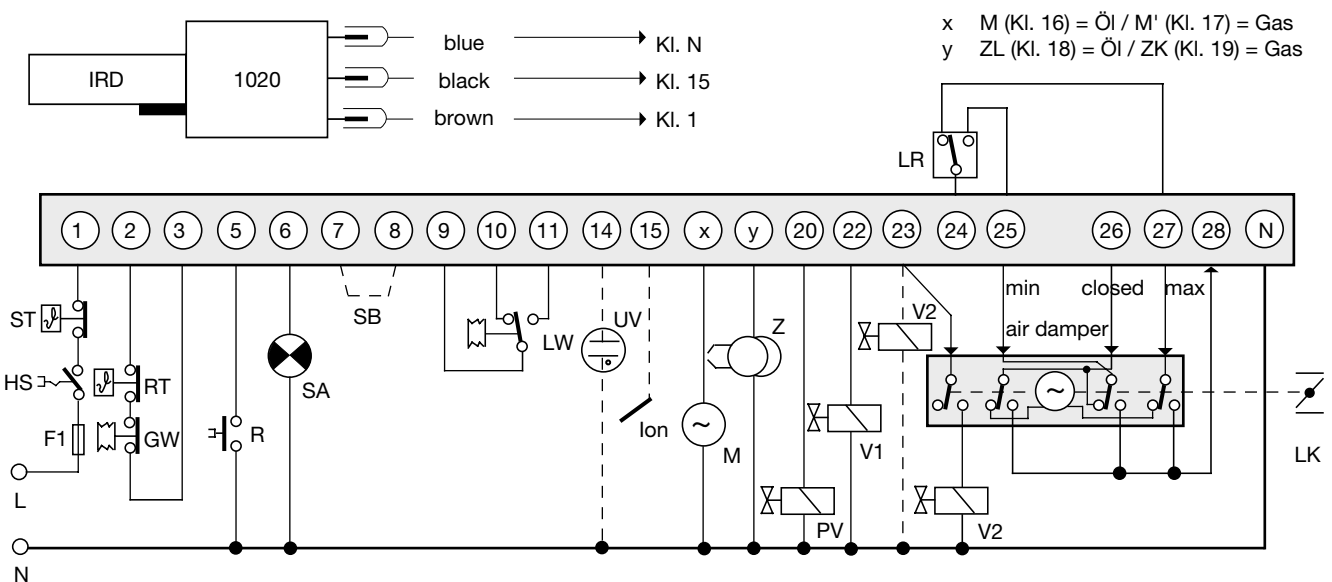 x M (Kl. 16) = Öl / M' (Kl. 17) = Gas
y ZL (Kl. 18) = Öl / ZK (Kl. 19) = Gas
IRD
1020
blue
Kl. N
black
Kl. 15
brown
Kl. 1
LR
1 2 3 5 6 7 8 9 10 11 14 15 x y 20 22 23 24 25 26 27 28 N
min closed max
air damper
ST
HS
F1
L
N
RT
GW
R
SA
SB
LW
UV
Ion
M
~
Z
PV
V1
V2
V2
~
LK